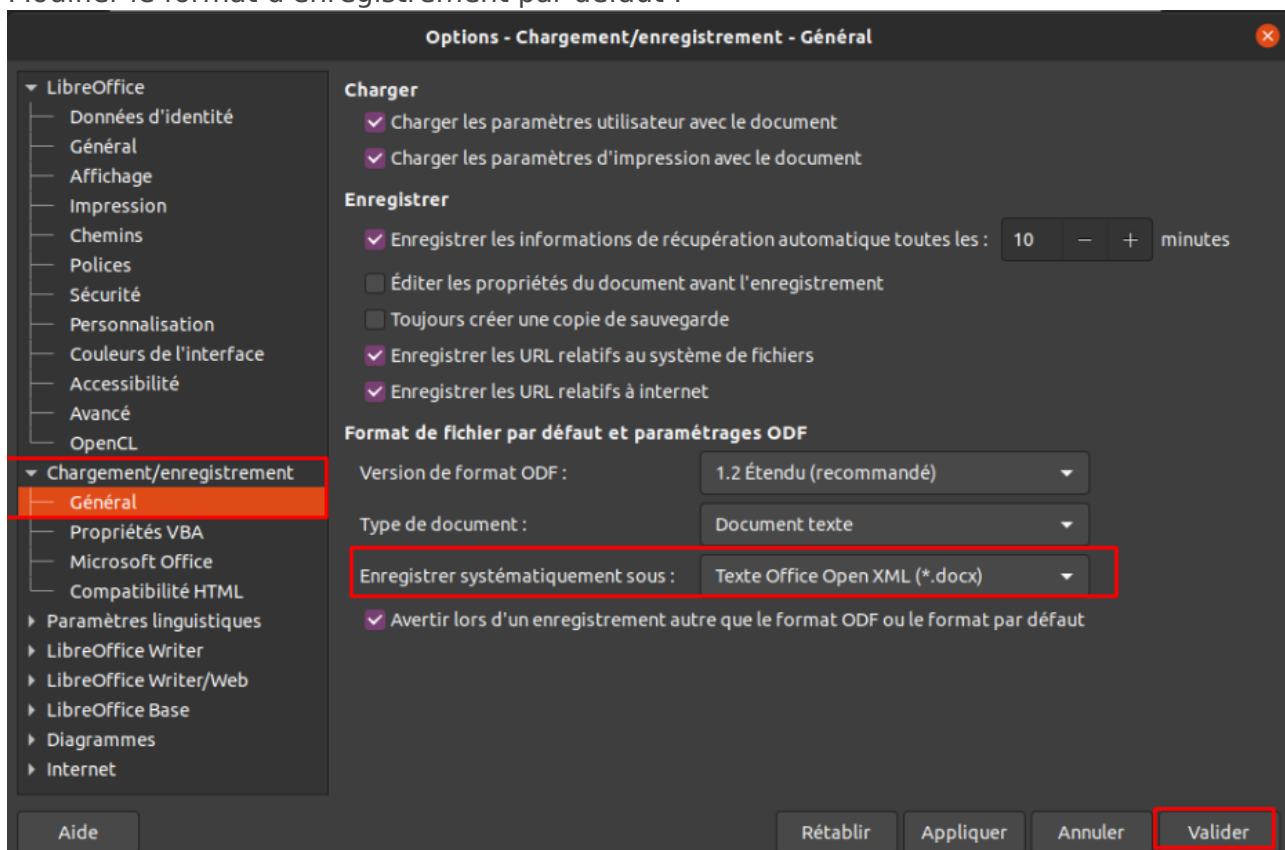 Modifier le format d'enregistrement par défaut :
Options - Chargement/enregistrement - Général
LibreOffice
Données d'identité
Général
Affichage
Impression
Chemins
Polices
Sécurité
Personnalisation
Couleurs de l'interface
Accessibilité
Avancé
OpenCL
Chargement/enregistrement
Général
Propriétés VBA
Microsoft Office
Compatibilité HTML
Paramètres linguistiques
LibreOffice Writer
LibreOffice Writer/Web
LibreOffice Base
Diagrammes
Internet
Charger
Charger les paramètres utilisateur avec le document
Charger les paramètres d'impression avec le document
Enregistrer
Enregistrer les informations de récupération automatique toutes les : 10 − + minutes
Éditer les propriétés du document avant l'enregistrement
Toujours créer une copie de sauvegarde
Enregistrer les URL relatifs au système de fichiers
Enregistrer les URL relatifs à internet
Format de fichier par défaut et paramétrages ODF
Version de format ODF : 1.2 Étendu (recommandé)
Type de document : Document texte
Enregistrer systématiquement sous : Texte Office Open XML (*.docx)
Avertir lors d'un enregistrement autre que le format ODF ou le format par défaut
Aide Rétablir Appliquer Annuler Valider